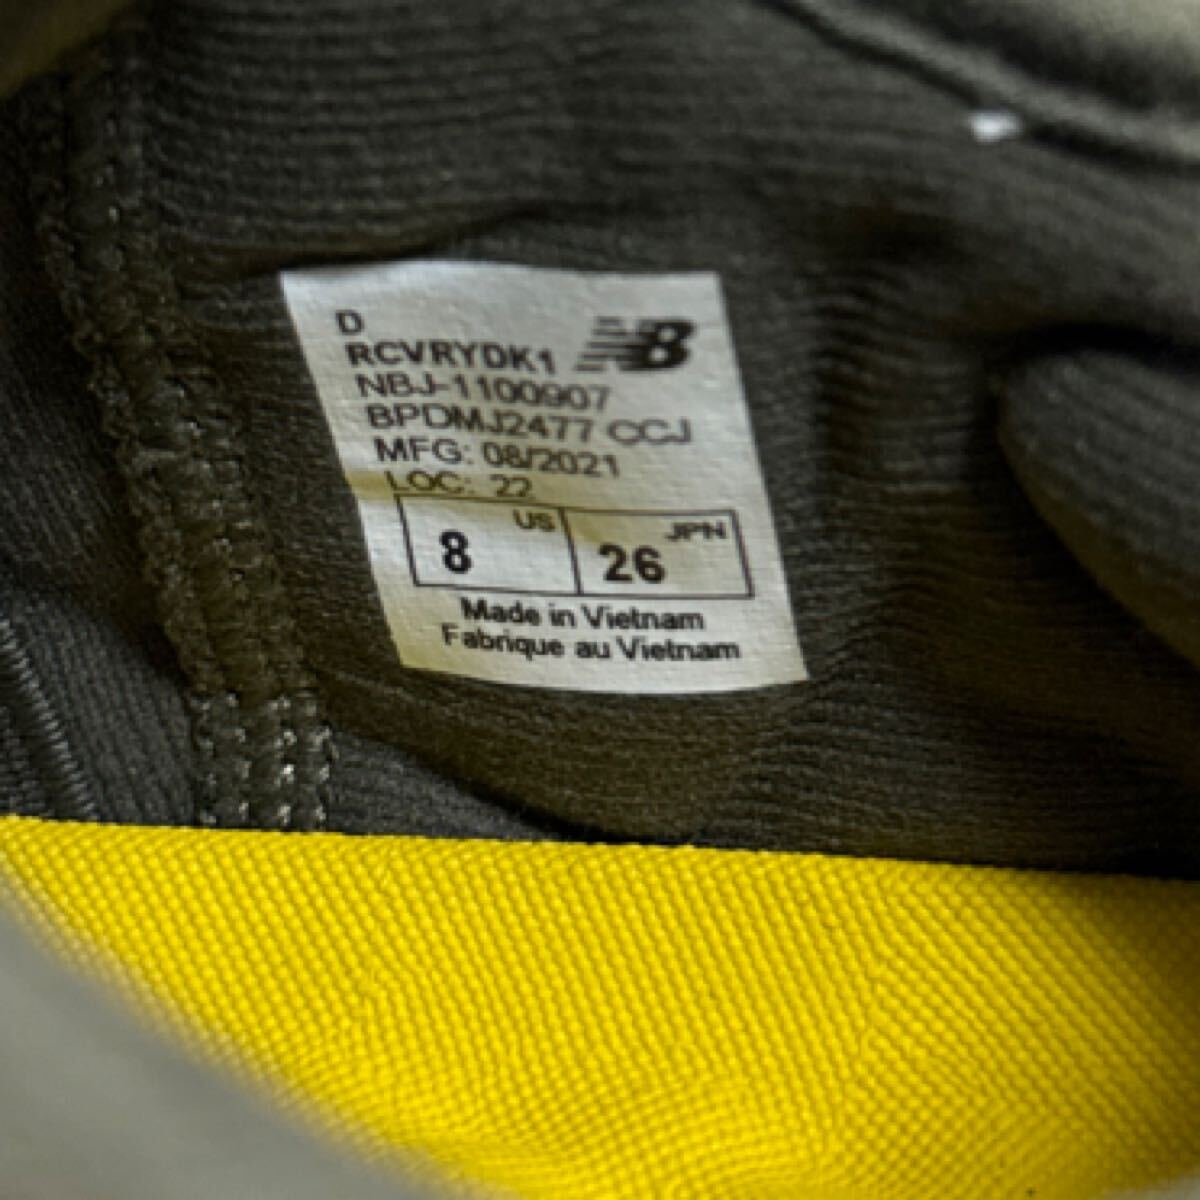 D
RCVRYDK1 NB
NBJ-1100907
BPDMJ2477 CCJ
MFG: 08/2021
LOC: 22
US JPN
8 26
Made in Vietnam
Fabrique au Vietnam